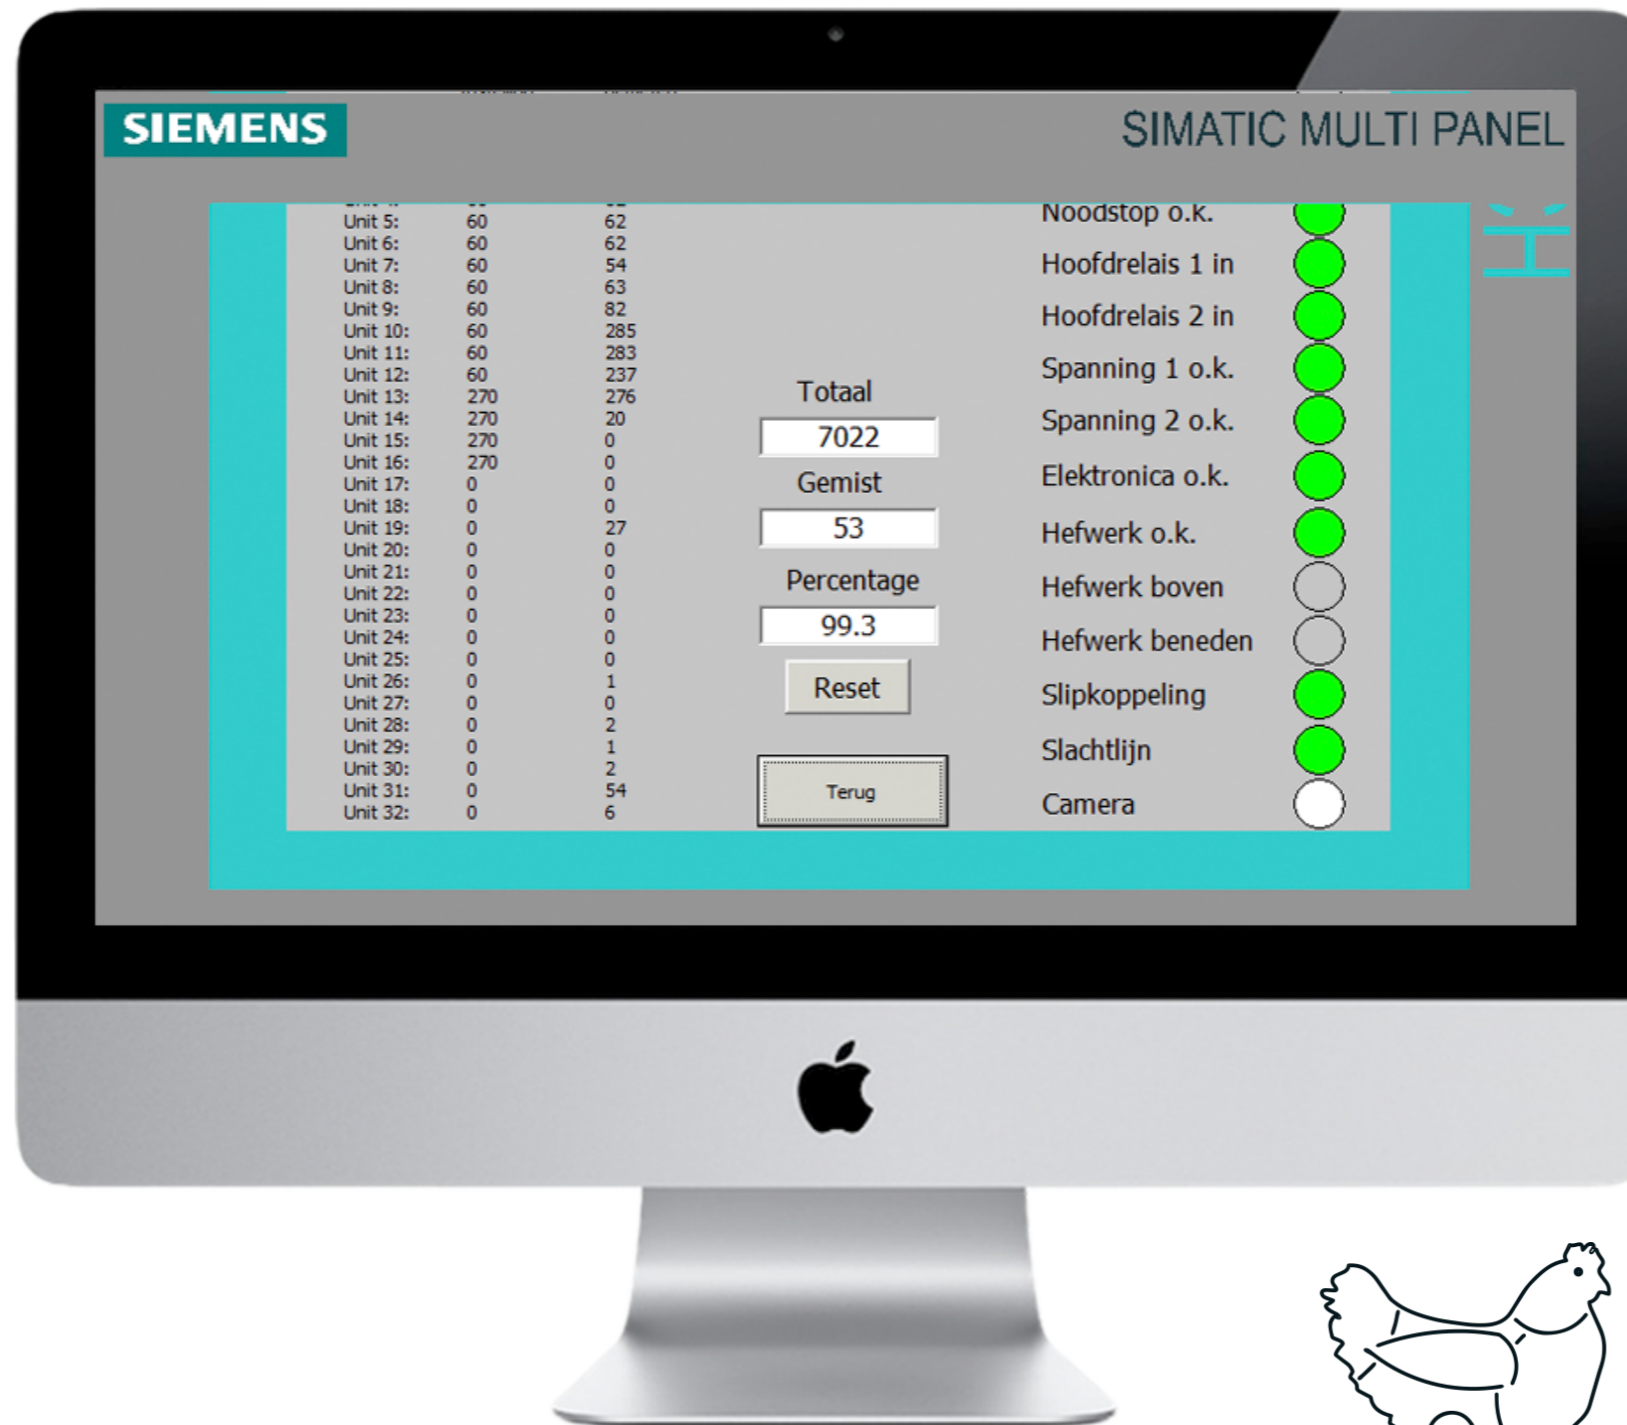 SIEMENS
SIMATIC MULTI PANEL
Unit 5: 60 62
Unit 6: 60 62
Unit 7: 60 54
Unit 8: 60 63
Unit 9: 60 82
Unit 10: 60 285
Unit 11: 60 283
Unit 12: 60 237
Unit 13: 270 276
Unit 14: 270 20
Unit 15: 270 0
Unit 16: 270 0
Unit 17: 0 0
Unit 18: 0 0
Unit 19: 0 27
Unit 20: 0 0
Unit 21: 0 0
Unit 22: 0 0
Unit 23: 0 0
Unit 24: 0 0
Unit 25: 0 0
Unit 26: 0 1
Unit 27: 0 0
Unit 28: 0 2
Unit 29: 0 1
Unit 30: 0 2
Unit 31: 0 54
Unit 32: 0 6
Totaal
7022
Gemist
53
Percentage
99.3
Reset
Terug
Noodstop o.k.
Hoofdrelais 1 in
Hoofdrelais 2 in
Spanning 1 o.k.
Spanning 2 o.k.
Elektronica o.k.
Hefwerk o.k.
Hefwerk boven
Hefwerk beneden
Slipkoppeling
Slachtlijn
Camera